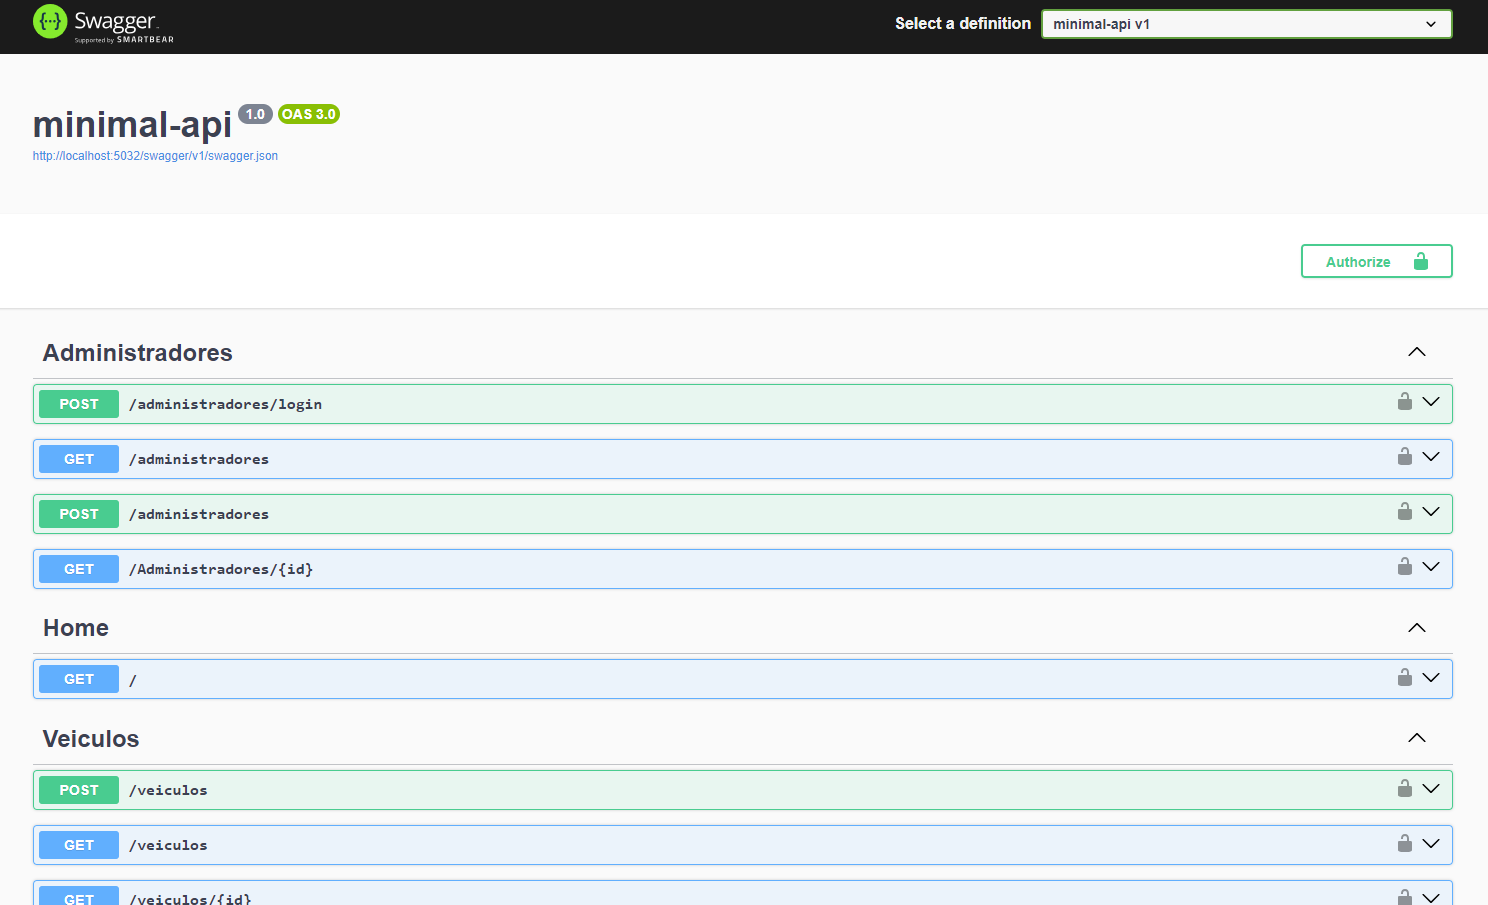 Swagger
Supported by SMARTBEAR
Select a definition
minimal-api v1
minimal-api 1.0 OAS 3.0
http://localhost:5032/swagger/v1/swagger.json
Authorize
Administradores
POST /administradores/login
GET /administradores
POST /administradores
GET /Administradores/{id}
Home
GET /
Veiculos
POST /veiculos
GET /veiculos
GET /veiculos/{id}